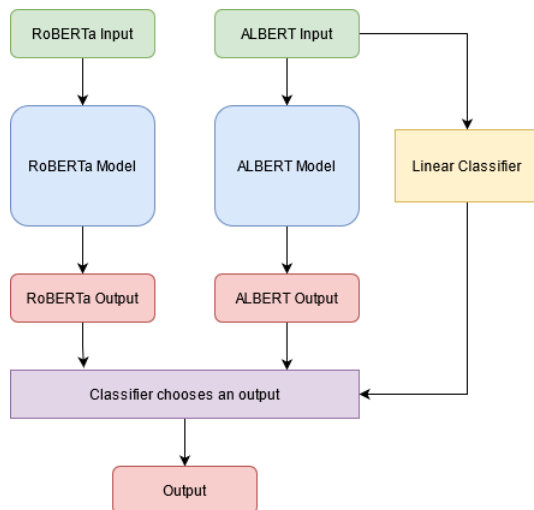 RoBERTa Input
ALBERT Input
RoBERTa Model
ALBERT Model
Linear Classifier
RoBERTa Output
ALBERT Output
Classifier chooses an output
Output